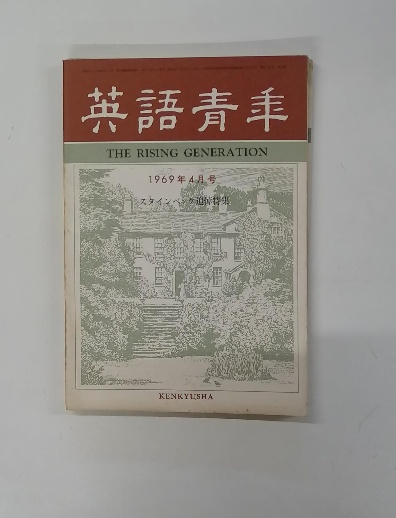 英語青年
THE RISING GENERATION
1969年4月号
スタインベック追悼特集
KENKYUSHA